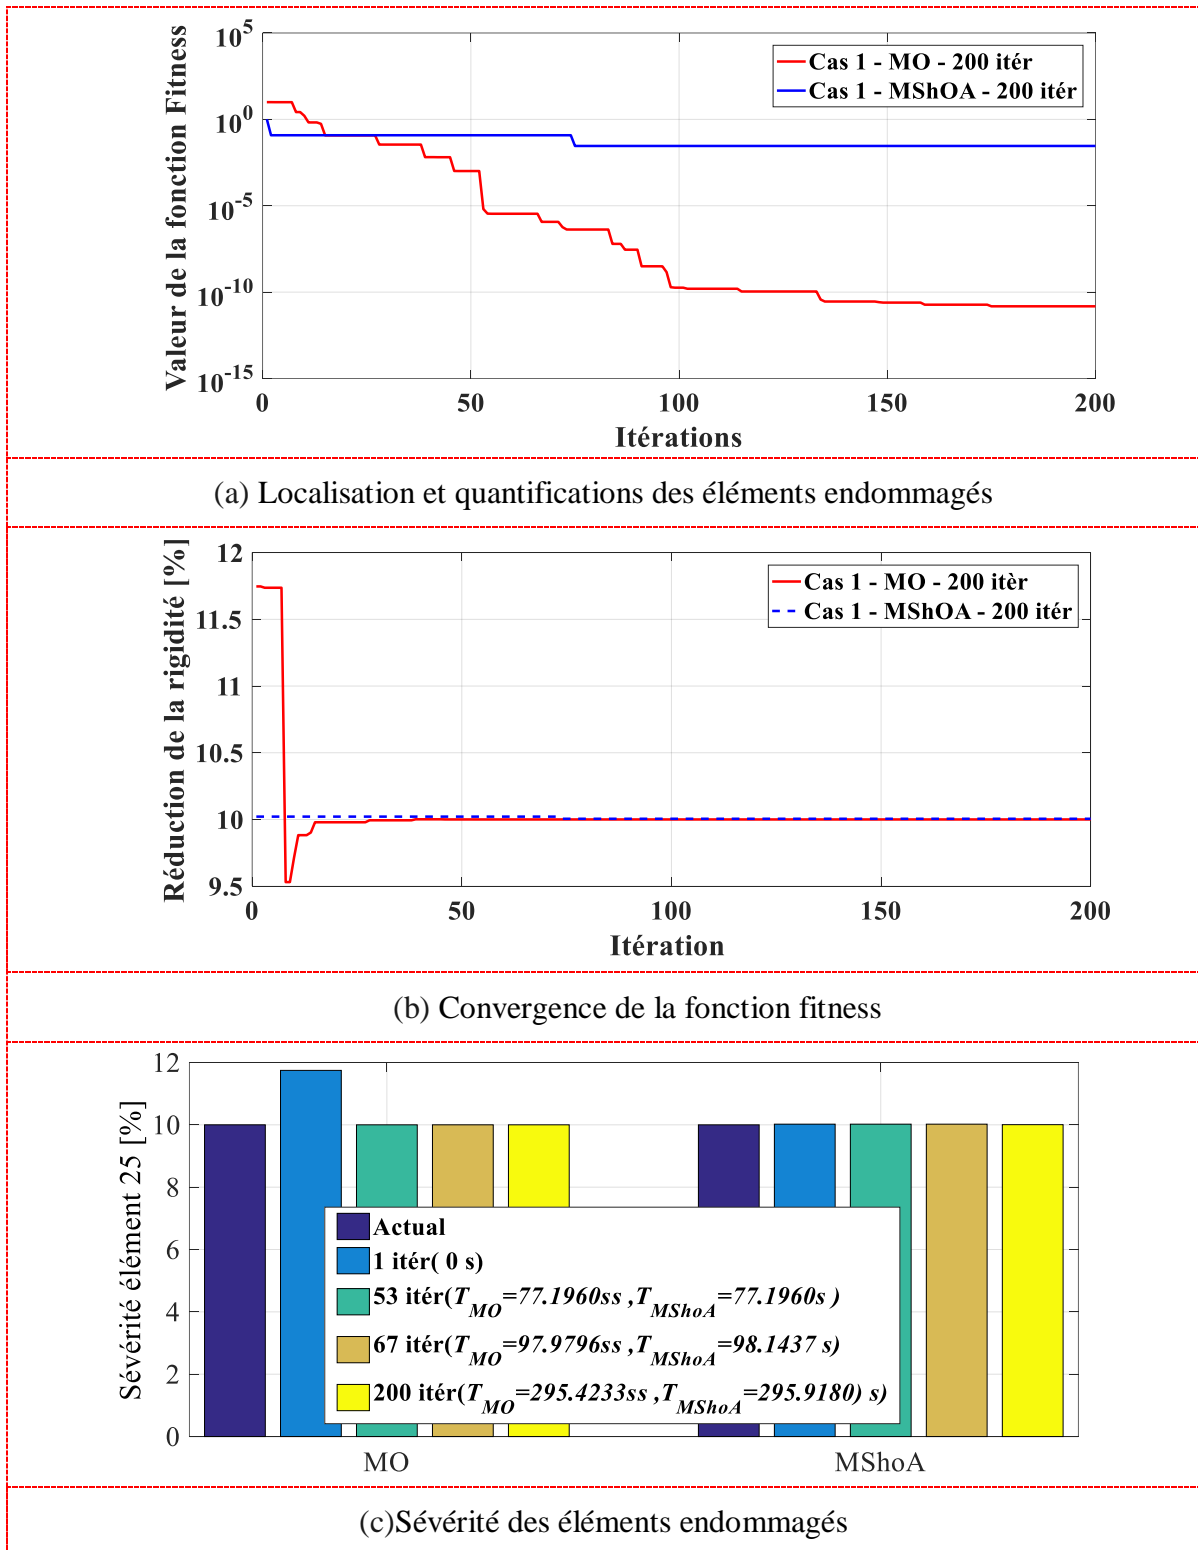 10^5
10^0
10^-5
10^-10
10^-15
Valeur de la fonction Fitness
Cas 1 - MO - 200 itér
Cas 1 - MShOA - 200 itér
0 50 100 150 200
Itérations
(a) Localisation et quantifications des éléments endommagés
12
11.5
11
10.5
10
9.5
Réduction de la rigidité [%]
Cas 1 - MO - 200 itèr
Cas 1 - MShOA - 200 itér
0 50 100 150 200
Itération
(b) Convergence de la fonction fitness
12
10
8
6
4
2
0
Sévérité élément 25 [%]
Actual
1 itér( 0 s)
53 itér(T_MO=77.1960ss ,T_MShoA=77.1960s )
67 itér(T_MO=97.9796ss ,T_MShoA=98.1437 s)
200 itér(T_MO=295.4233ss ,T_MShoA=295.9180) s)
MO MShoA
(c)Sévérité des éléments endommagés